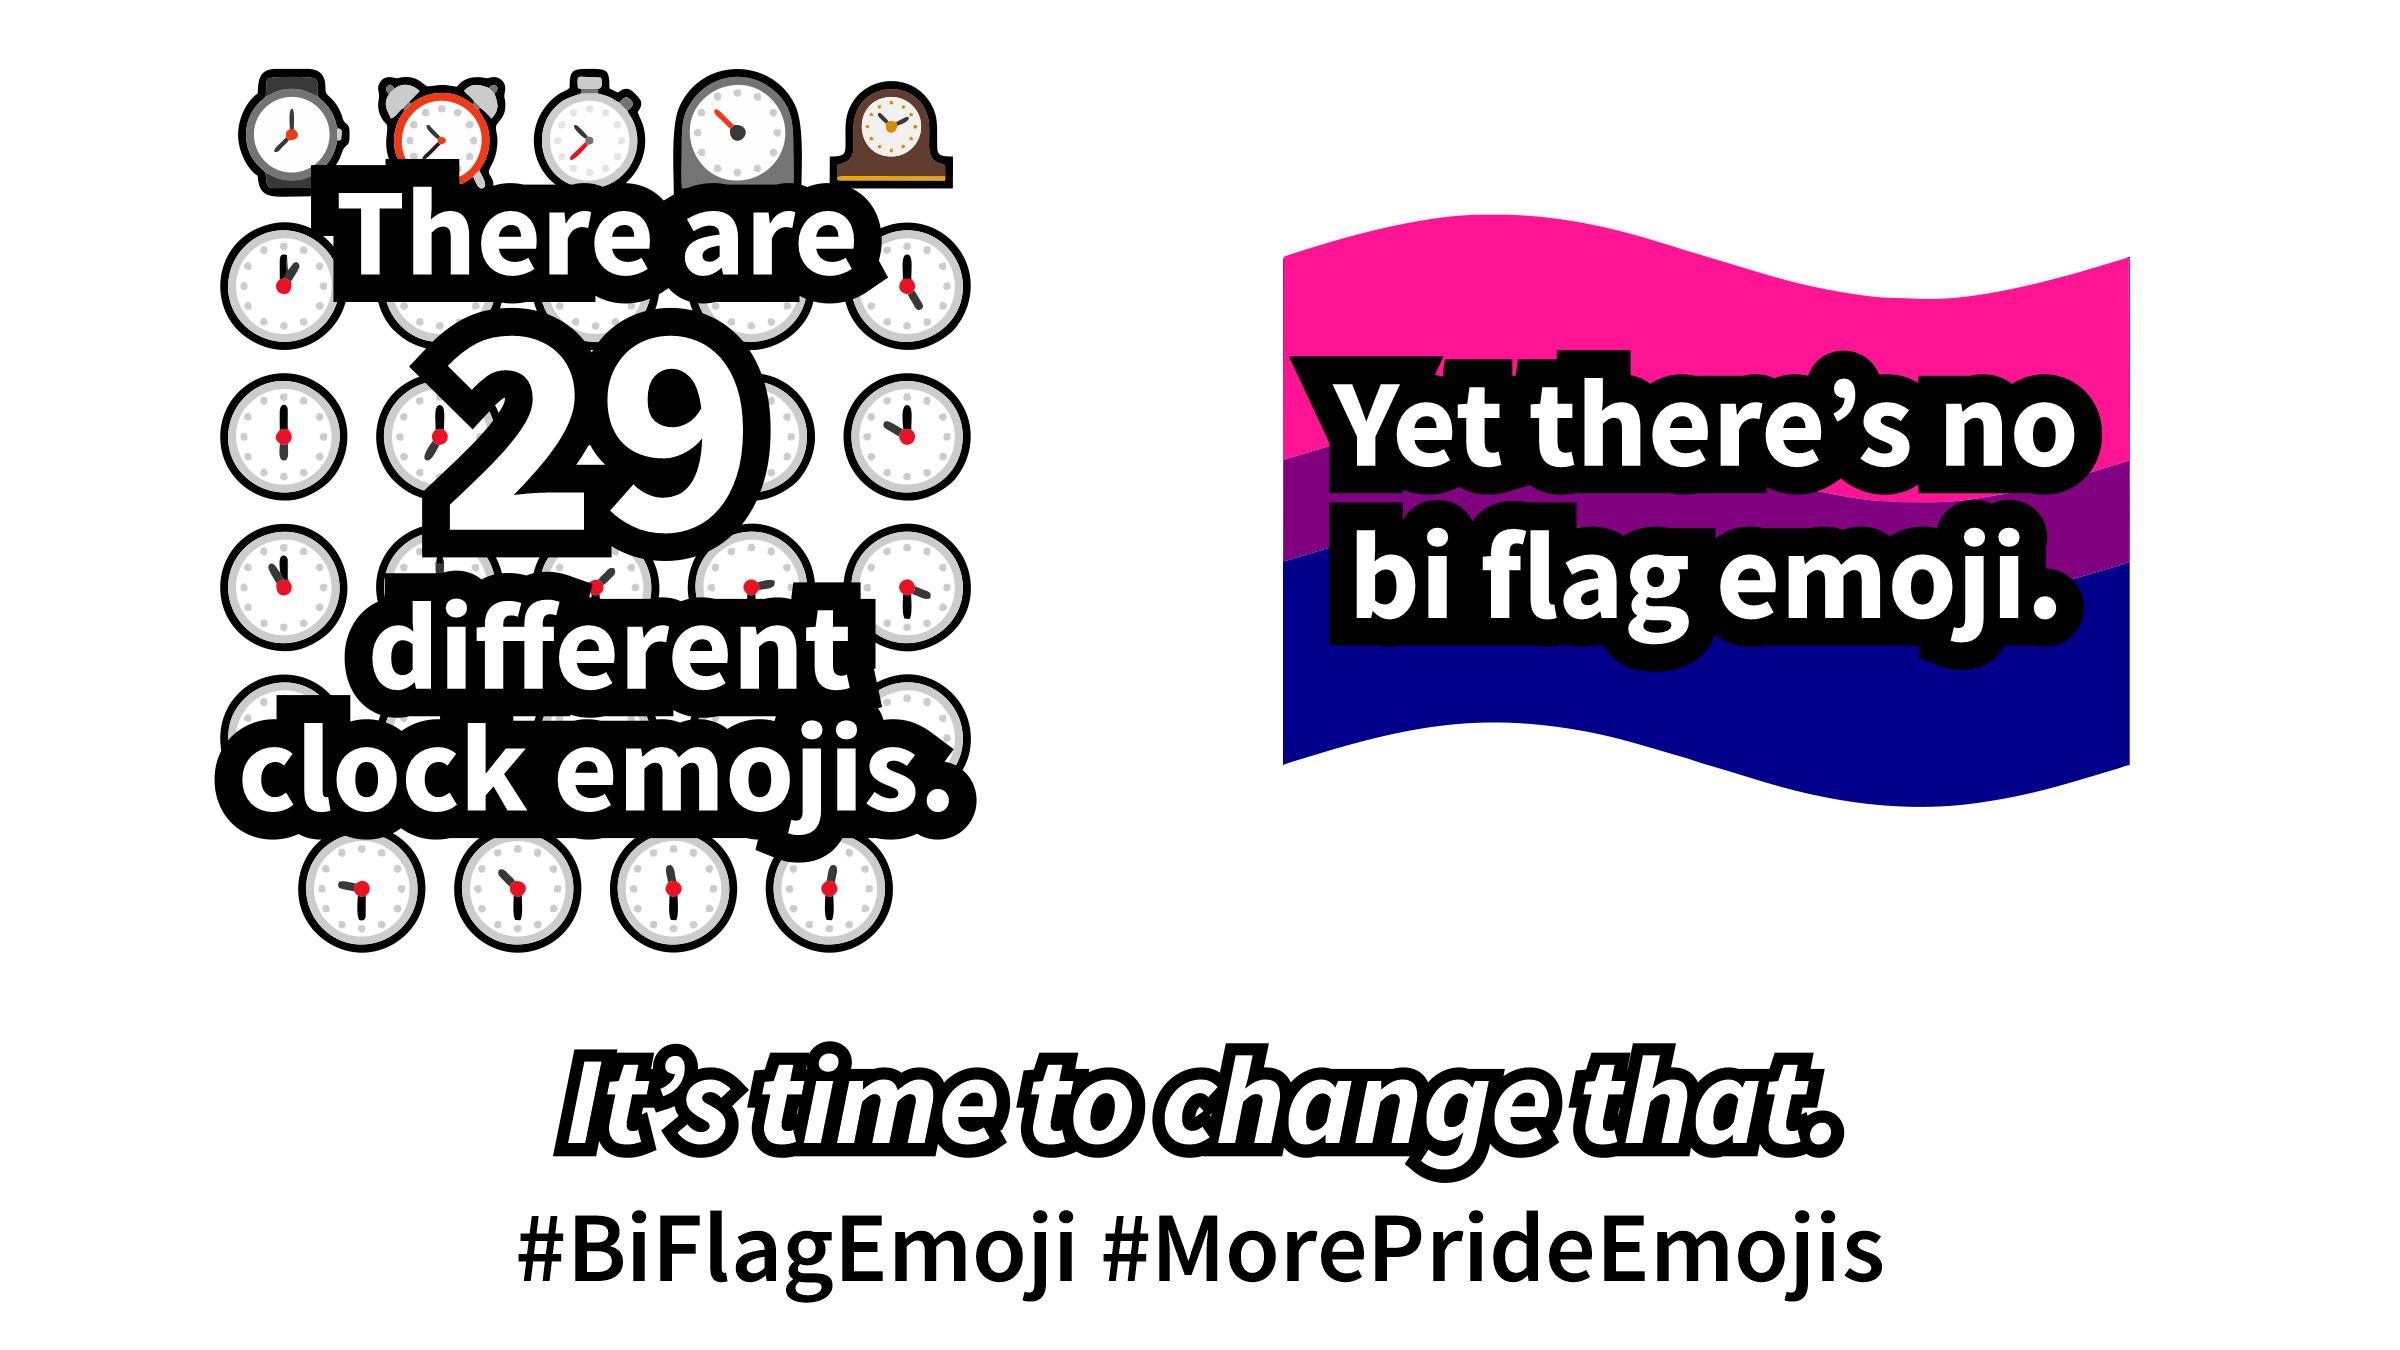 There are
29
different
clock emojis.
Yet there’s no
bi flag emoji.
It’s time to change that.
#BiFlagEmoji #MorePrideEmojis